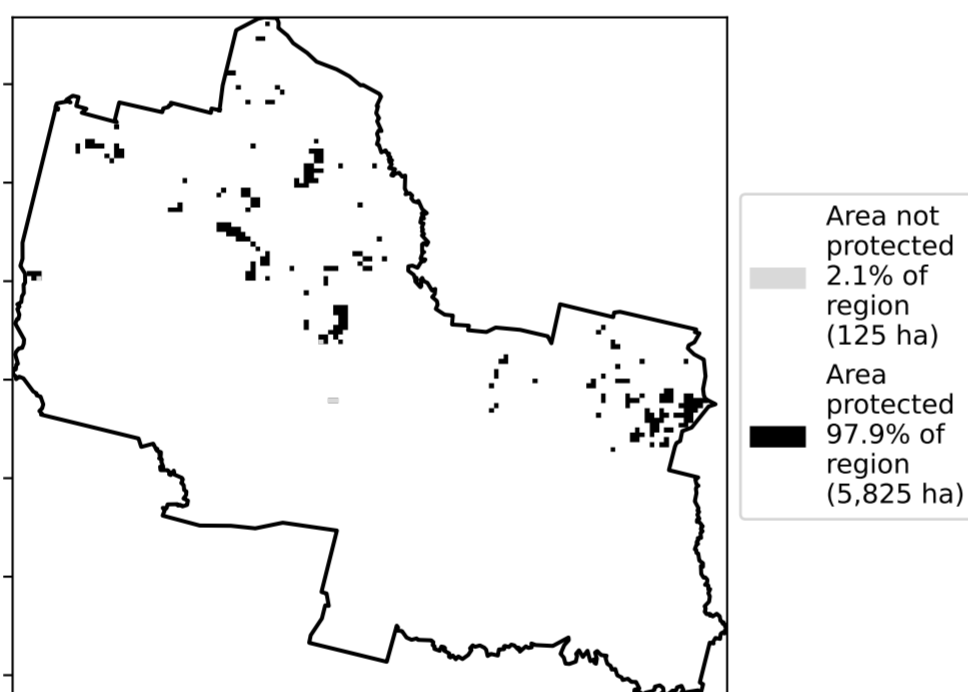 Area not
protected
2.1% of
region
(125 ha)
Area
protected
97.9% of
region
(5,825 ha)